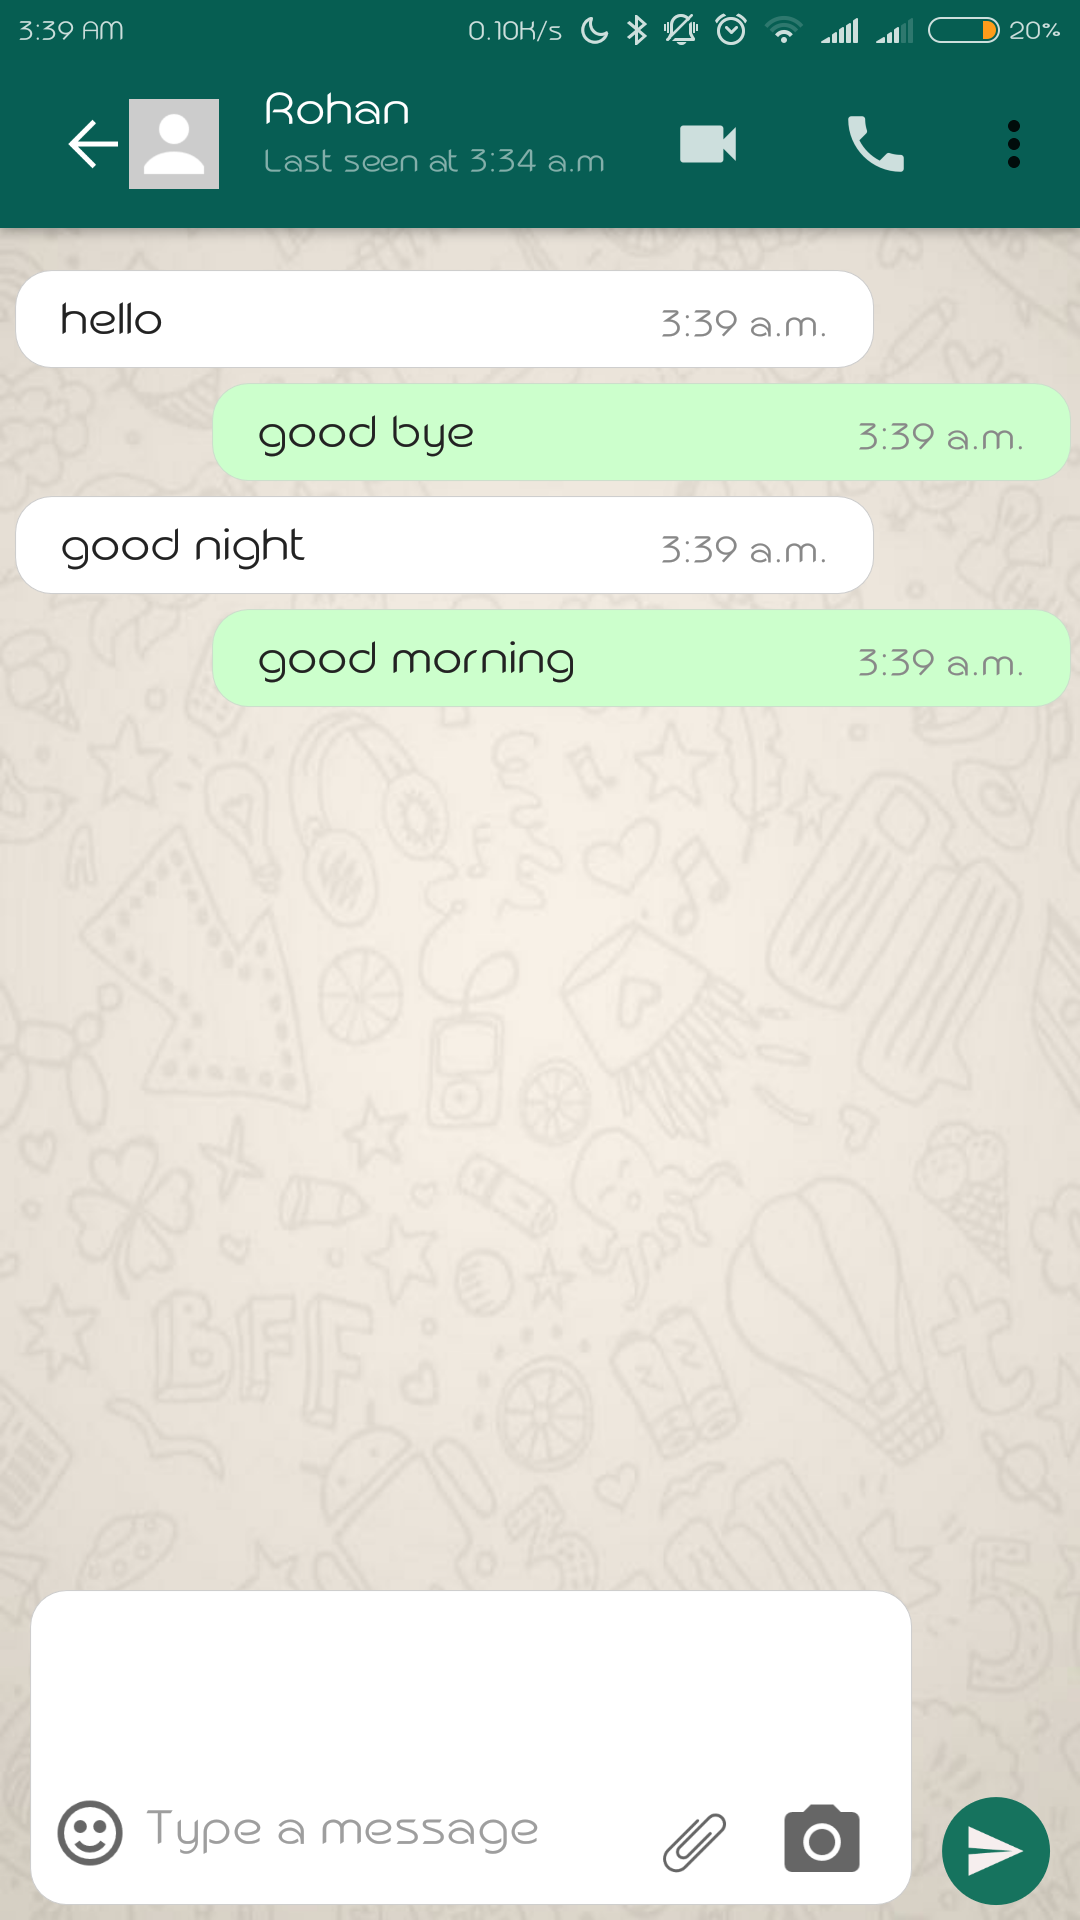 3:39 AM 0.10K/s 20%
Rohan
Last seen at 3:34 a.m
hello 3:39 a.m.
good bye 3:39 a.m.
good night 3:39 a.m.
good morning 3:39 a.m.
BFF
Type a message